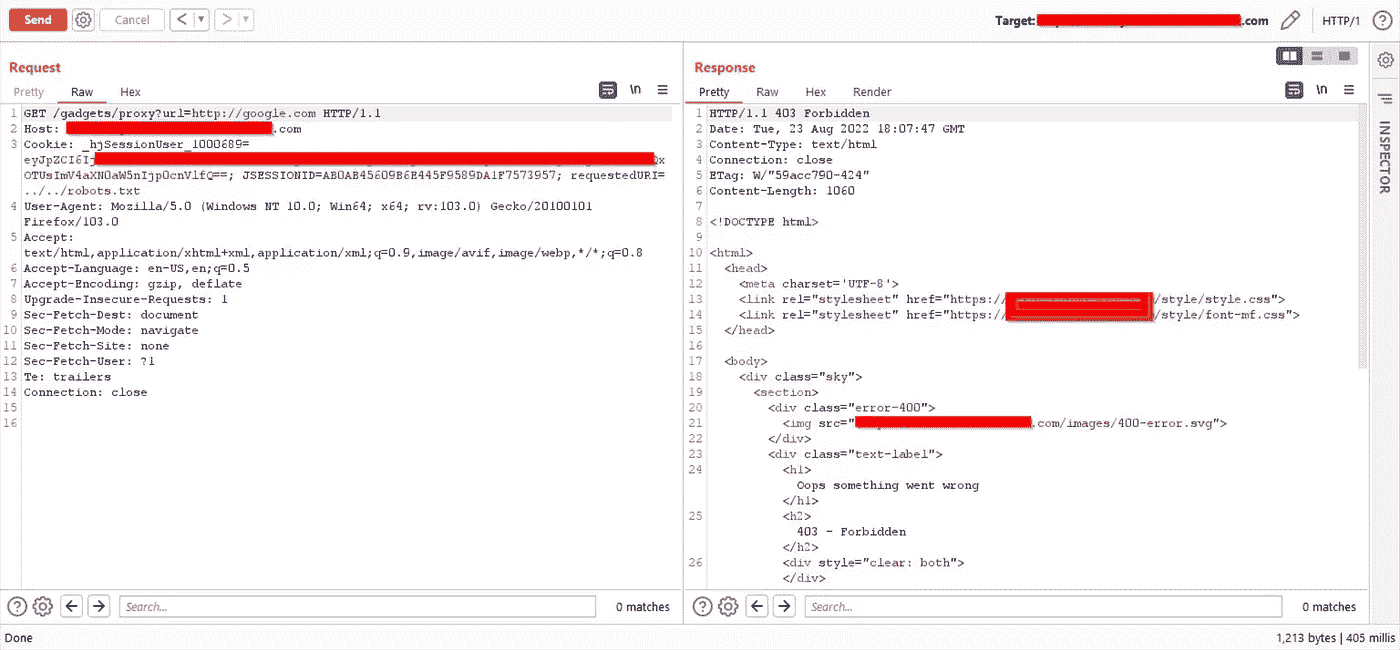 Send
Cancel
Target:
.com
HTTP/1
Request
Response
Pretty
Raw
Hex
\n
Pretty
Raw
Hex
Render
\n
INSPECTOR
1 GET /gadgets/proxy?url=http://google.com HTTP/1.1
2 Host: .com
3 Cookie: _hjSessionUser_1000689=
eyJpZCI6Ij
OTUsImV4aXN0aW5nIjp0cnVlfQ==; JSESSIONID=AB0AB45609B6E445F9589DA1F7573957; requestedURI=
../../robots.txt
4 User-Agent: Mozilla/5.0 (Windows NT 10.0; Win64; x64; rv:103.0) Gecko/20100101
Firefox/103.0
5 Accept:
text/html,application/xhtml+xml,application/xml;q=0.9,image/avif,image/webp,*/*;q=0.8
6 Accept-Language: en-US,en;q=0.5
7 Accept-Encoding: gzip, deflate
8 Upgrade-Insecure-Requests: 1
9 Sec-Fetch-Dest: document
10 Sec-Fetch-Mode: navigate
11 Sec-Fetch-Site: none
12 Sec-Fetch-User: ?1
13 Te: trailers
14 Connection: close
15
16
1 HTTP/1.1 403 Forbidden
2 Date: Tue, 23 Aug 2022 18:07:47 GMT
3 Content-Type: text/html
4 Connection: close
5 ETag: W/"59acc790-424"
6 Content-Length: 1060
7
8 <!DOCTYPE html>
9
10 <html>
11 <head>
12 <meta charset='UTF-8'>
13 <link rel="stylesheet" href="https:///style/style.css">
14 <link rel="stylesheet" href="https:///style/font-mf.css">
15 </head>
16
17 <body>
18 <div class="sky">
19 <section>
20 <div class="error-400">
21 <img src=".com/images/400-error.svg">
22 </div>
23 <div class="text-label">
24 <h1>
Oops something went wrong
</h1>
25 <h2>
403 - Forbidden
</h2>
26 <div style="clear: both">
</div>
Search...
0 matches
Search...
0 matches
Done
1,213 bytes | 405 millis